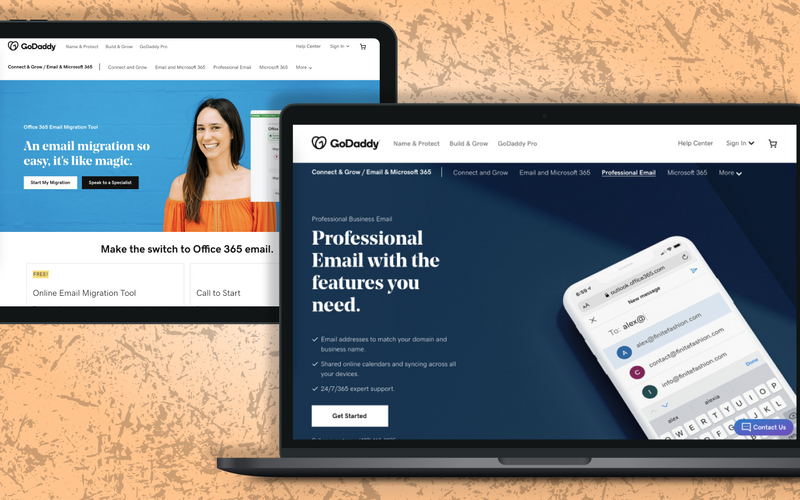 GoDaddy
Name & Protect Build & Grow GoDaddy Pro
Help Center Sign In
Connect & Grow / Email & Microsoft 365
Connect and Grow Email and Microsoft 365 Professional Email Microsoft 365 More
Office 365 Email Migration Tool
An email migration so
easy, it's like magic.
Start My Migration Speak to a Specialist
Make the switch to Office 365 email.
FREE!
Online Email Migration Tool
Call to Start
GoDaddy
Name & Protect Build & Grow GoDaddy Pro
Help Center Sign In
Connect & Grow / Email & Microsoft 365
Connect and Grow Email and Microsoft 365 Professional Email Microsoft 365 More
Professional Business Email
Professional
Email with the
features you
need.
Email addresses to match your domain and
business name.
Shared online calendars and syncing across all
your devices.
24/7/365 expert support.
Get Started
6:59
AA outlook.office365.com
New message
To: alex@
A alex@finitefashion.com
C contact@finitefashion.com
I info@finitefashion.com
Done
alex alexia
Q W E R T Y U I O P
Contact Us